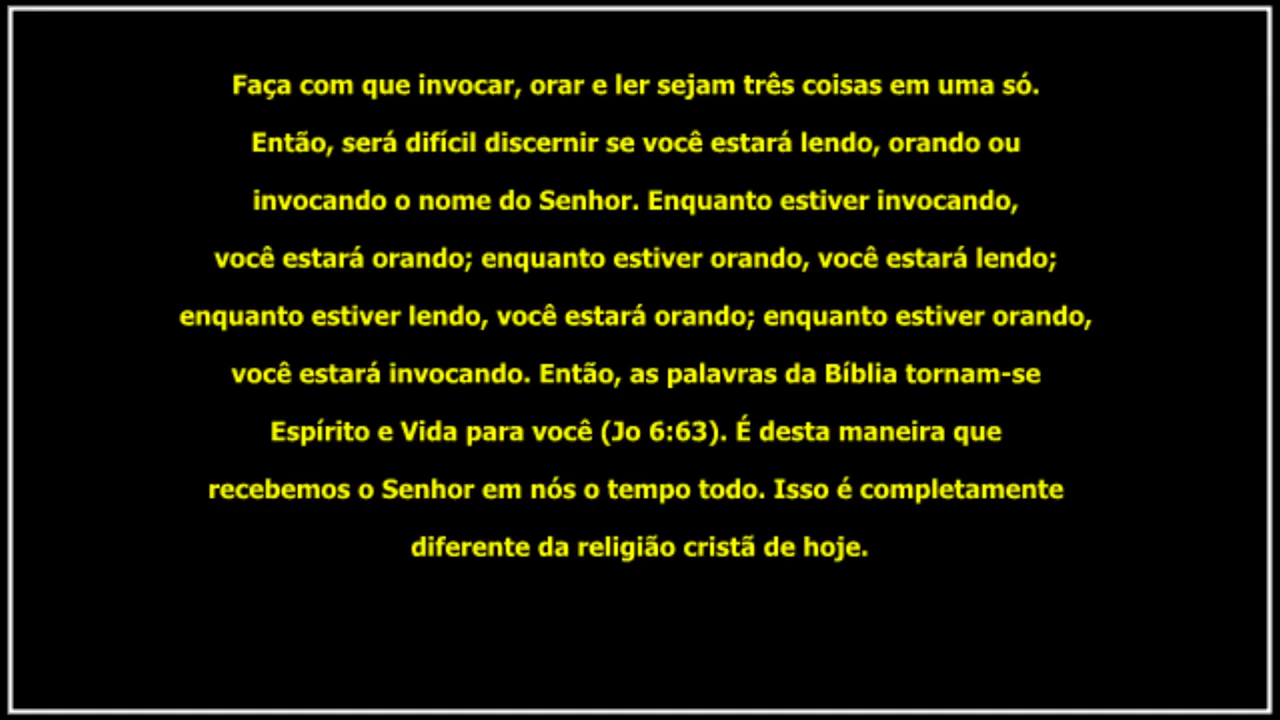 Faça com que invocar, orar e ler sejam três coisas em uma só.
Então, será difícil discernir se você estará lendo, orando ou
invocando o nome do Senhor. Enquanto estiver invocando,
você estará orando; enquanto estiver orando, você estará lendo;
enquanto estiver lendo, você estará orando; enquanto estiver orando,
você estará invocando. Então, as palavras da Bíblia tornam-se
Espírito e Vida para você (Jo 6:63). É desta maneira que
recebemos o Senhor em nós o tempo todo. Isso é completamente
diferente da religião cristã de hoje.